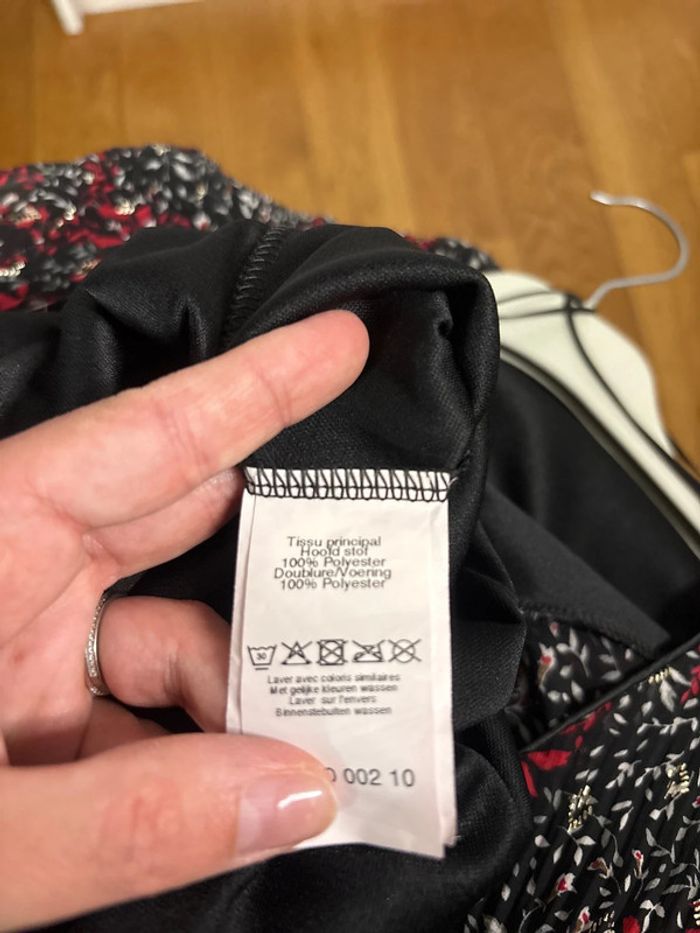 Tissu principal
Hoofd stof
100% Polyester
Doublure/Voering
100% Polyester
30
Laver avec coloris similaires
Met gelijke kleuren wassen
Laver sur l'envers
Binnenstebuiten wassen
002 10